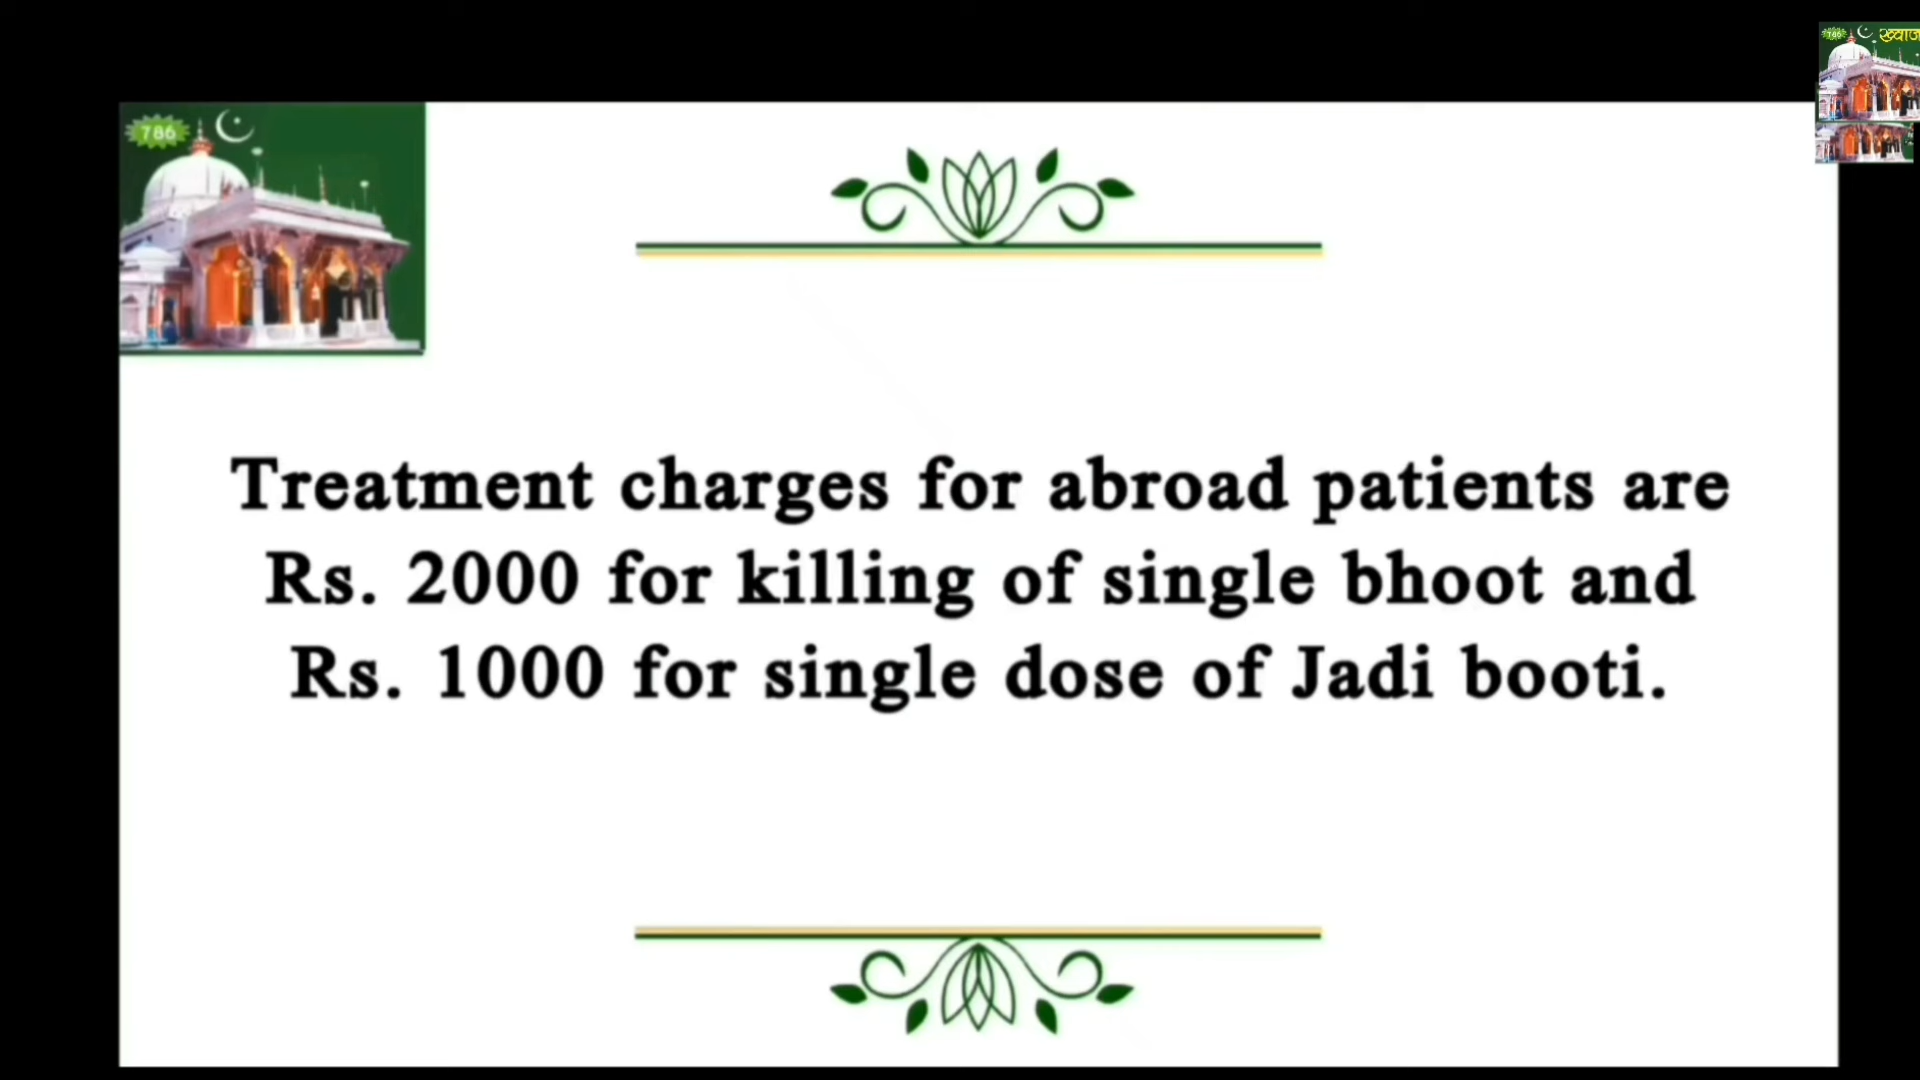 786
ख्वाज
786
Treatment charges for abroad patients are
Rs. 2000 for killing of single bhoot and
Rs. 1000 for single dose of Jadi booti.